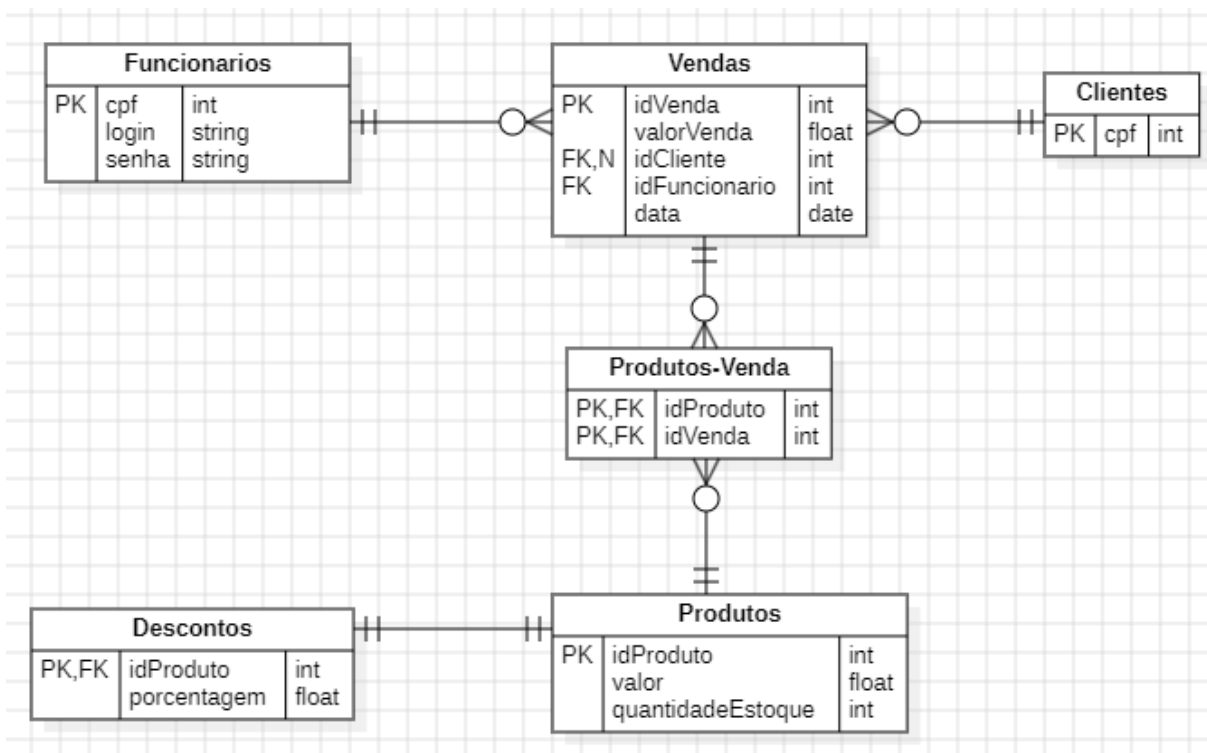 Funcionarios
PK cpf int
login string
senha string
Vendas
PK idVenda int
valorVenda float
FK,N idCliente int
FK idFuncionario int
data date
Clientes
PK cpf int
Produtos-Venda
PK,FK idProduto int
PK,FK idVenda int
Descontos
PK,FK idProduto int
porcentagem float
Produtos
PK idProduto int
valor float
quantidadeEstoque int